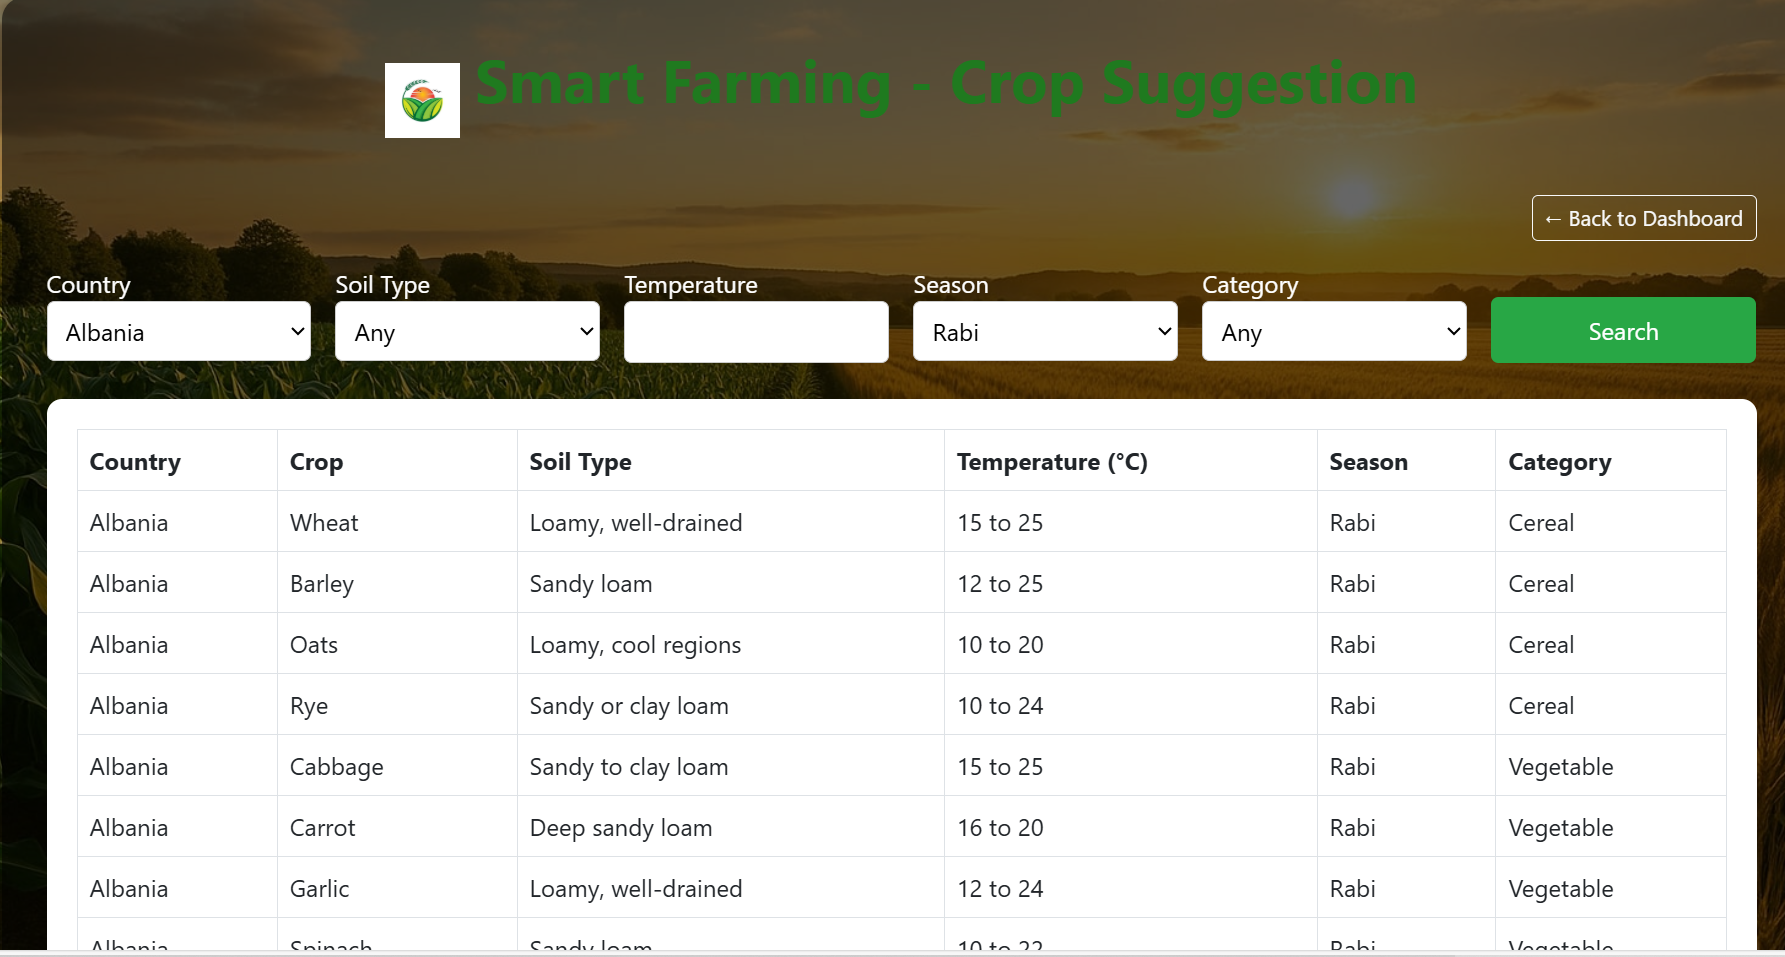 Smart Farming - Crop Suggestion
← Back to Dashboard
Country Soil Type Temperature Season Category
Albania Any Rabi Any Search
Country Crop Soil Type Temperature (°C) Season Category
Albania Wheat Loamy, well-drained 15 to 25 Rabi Cereal
Albania Barley Sandy loam 12 to 25 Rabi Cereal
Albania Oats Loamy, cool regions 10 to 20 Rabi Cereal
Albania Rye Sandy or clay loam 10 to 24 Rabi Cereal
Albania Cabbage Sandy to clay loam 15 to 25 Rabi Vegetable
Albania Carrot Deep sandy loam 16 to 20 Rabi Vegetable
Albania Garlic Loamy, well-drained 12 to 24 Rabi Vegetable
Albania Spinach Sandy loam 10 to 22 Rabi Vegetable